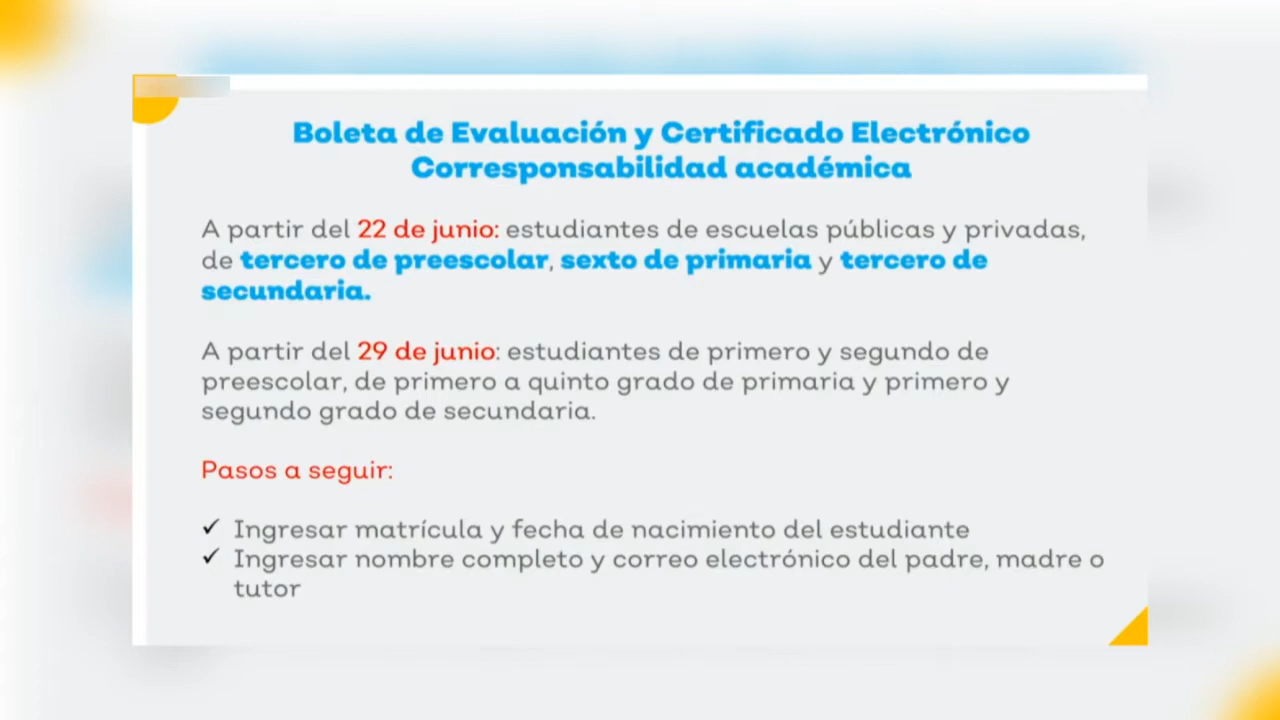 Boleta de Evaluación y Certificado Electrónico
Corresponsabilidad académica
A partir del 22 de junio: estudiantes de escuelas públicas y privadas,
de tercero de preescolar, sexto de primaria y tercero de
secundaria.
A partir del 29 de junio: estudiantes de primero y segundo de
preescolar, de primero a quinto grado de primaria y primero y
segundo grado de secundaria.
Pasos a seguir:
✓ Ingresar matrícula y fecha de nacimiento del estudiante
✓ Ingresar nombre completo y correo electrónico del padre, madre o
tutor